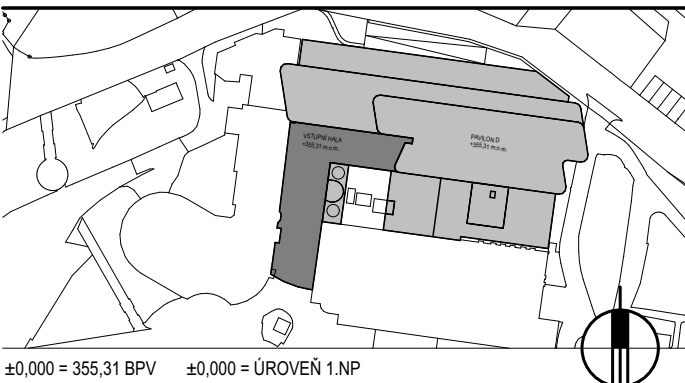 VSTUPNÍ HALA
+355,31 m.n.m.
PAVILON D
+355,31 m.n.m.
±0,000 = 355,31 BPV ±0,000 = ÚROVEŇ 1.NP